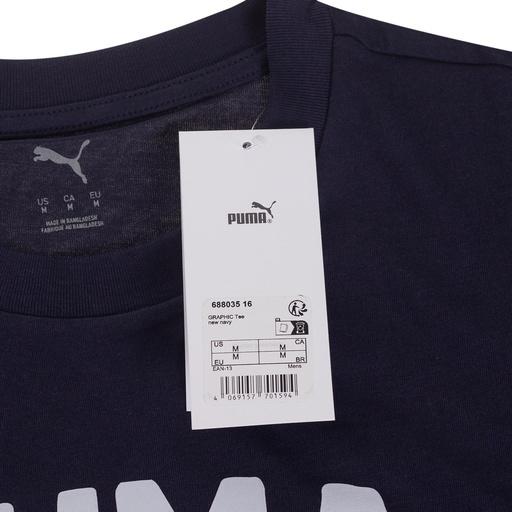 US CA EU
M M M
MADE IN BANGLADESH
FABRIQUÉ AU BANGLADESH
PUMA®
688035 16
GRAPHIC Tee
new navy
US M M CA
EU M M BR
EAN-13 Mens
4 069157 701594
PUMA